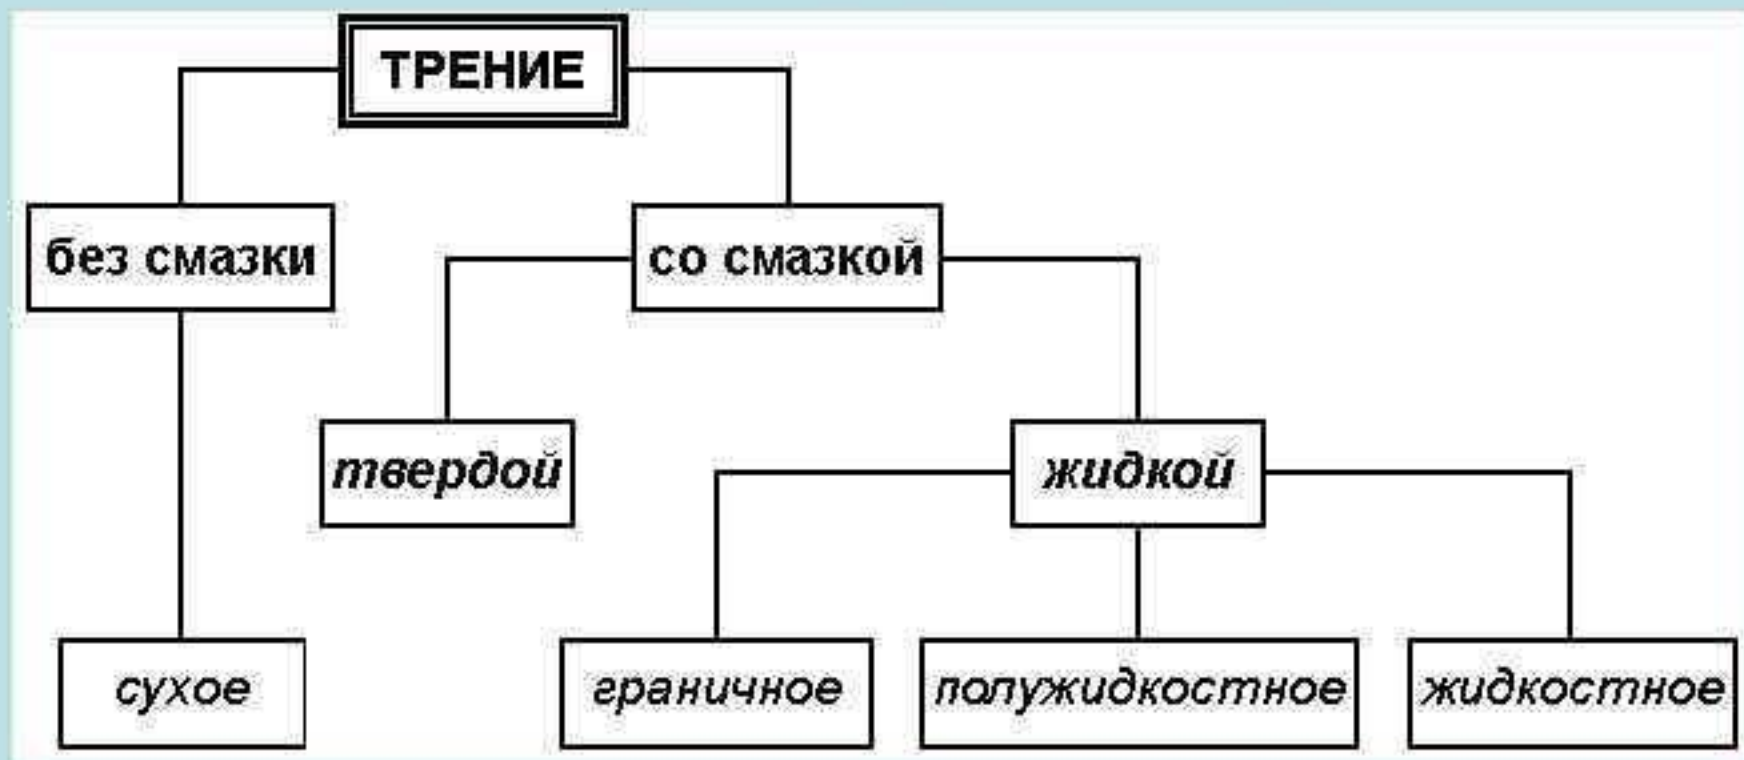 ТРЕНИЕ
без смазки
со смазкой
твердой
жидкой
сухое
граничное
полужидкостное
жидкостное